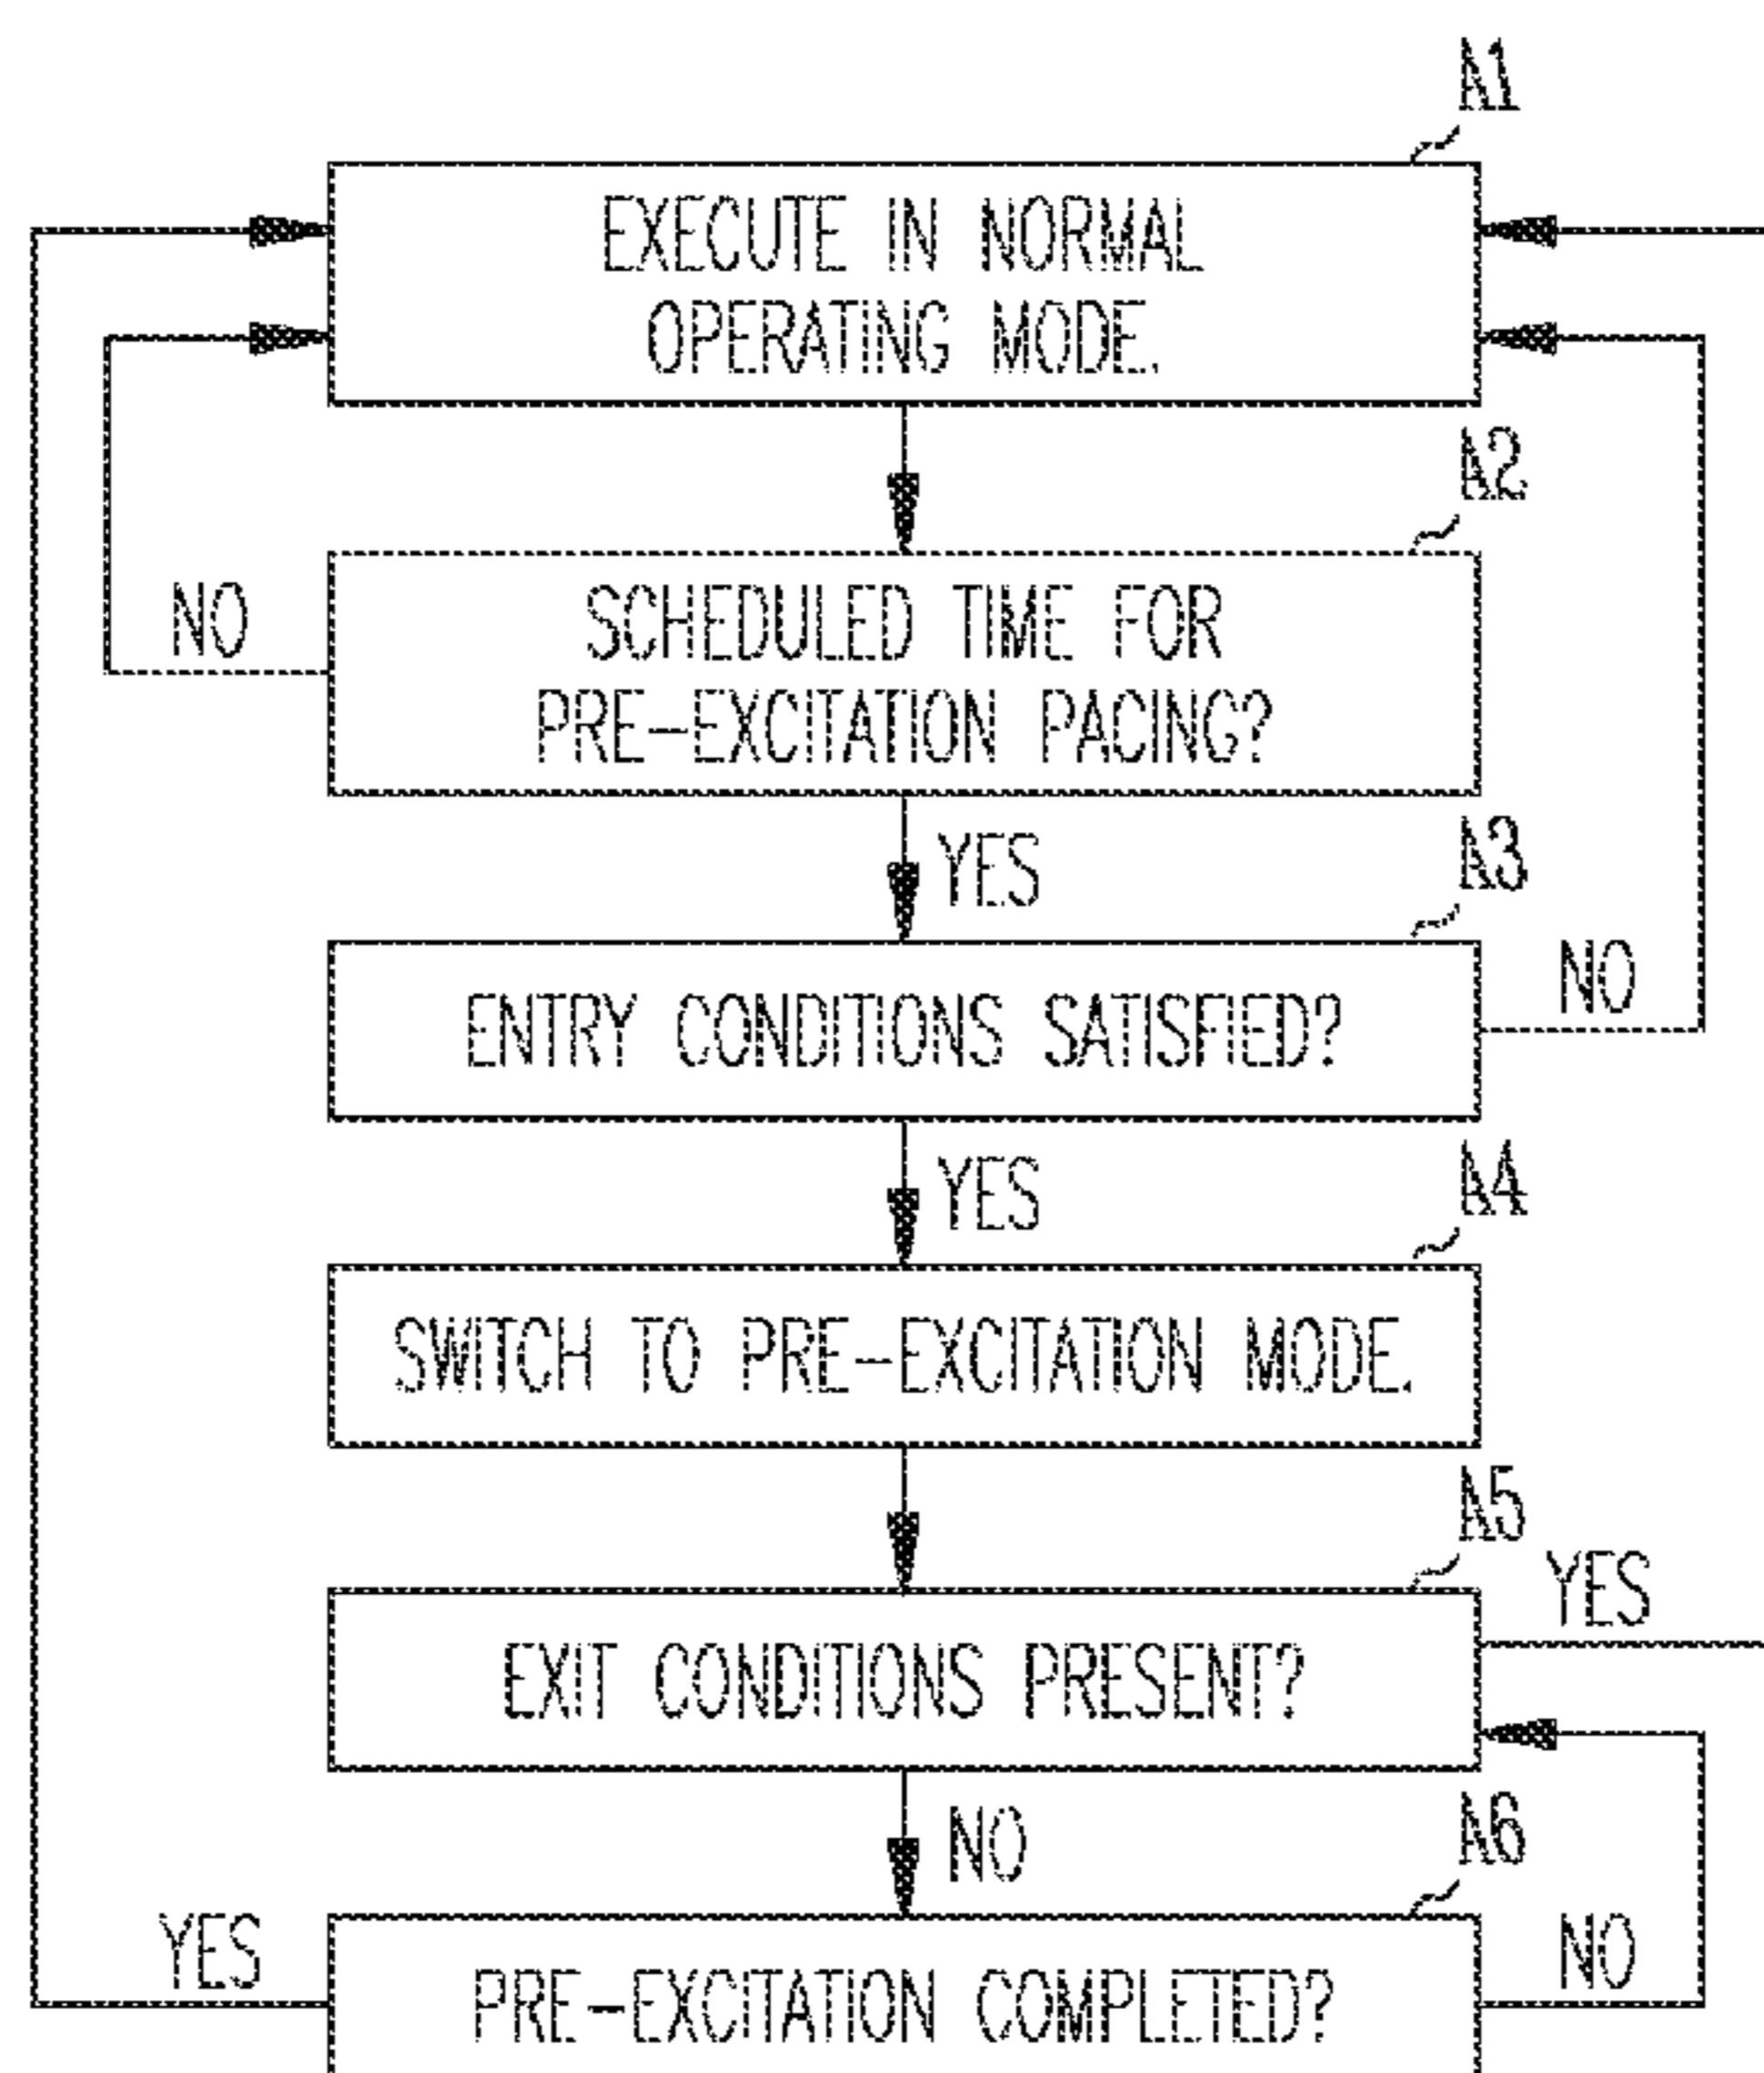 A1
EXECUTE IN NORMAL
OPERATING MODE.
A2
NO
SCHEDULED TIME FOR
PRE-EXCITATION PACING?
YES
A3
ENTRY CONDITIONS SATISFIED?
NO
YES
A4
SWITCH TO PRE-EXCITATION MODE.
A5
EXIT CONDITIONS PRESENT?
YES
NO
A6
YES
PRE-EXCITATION COMPLETED?
NO